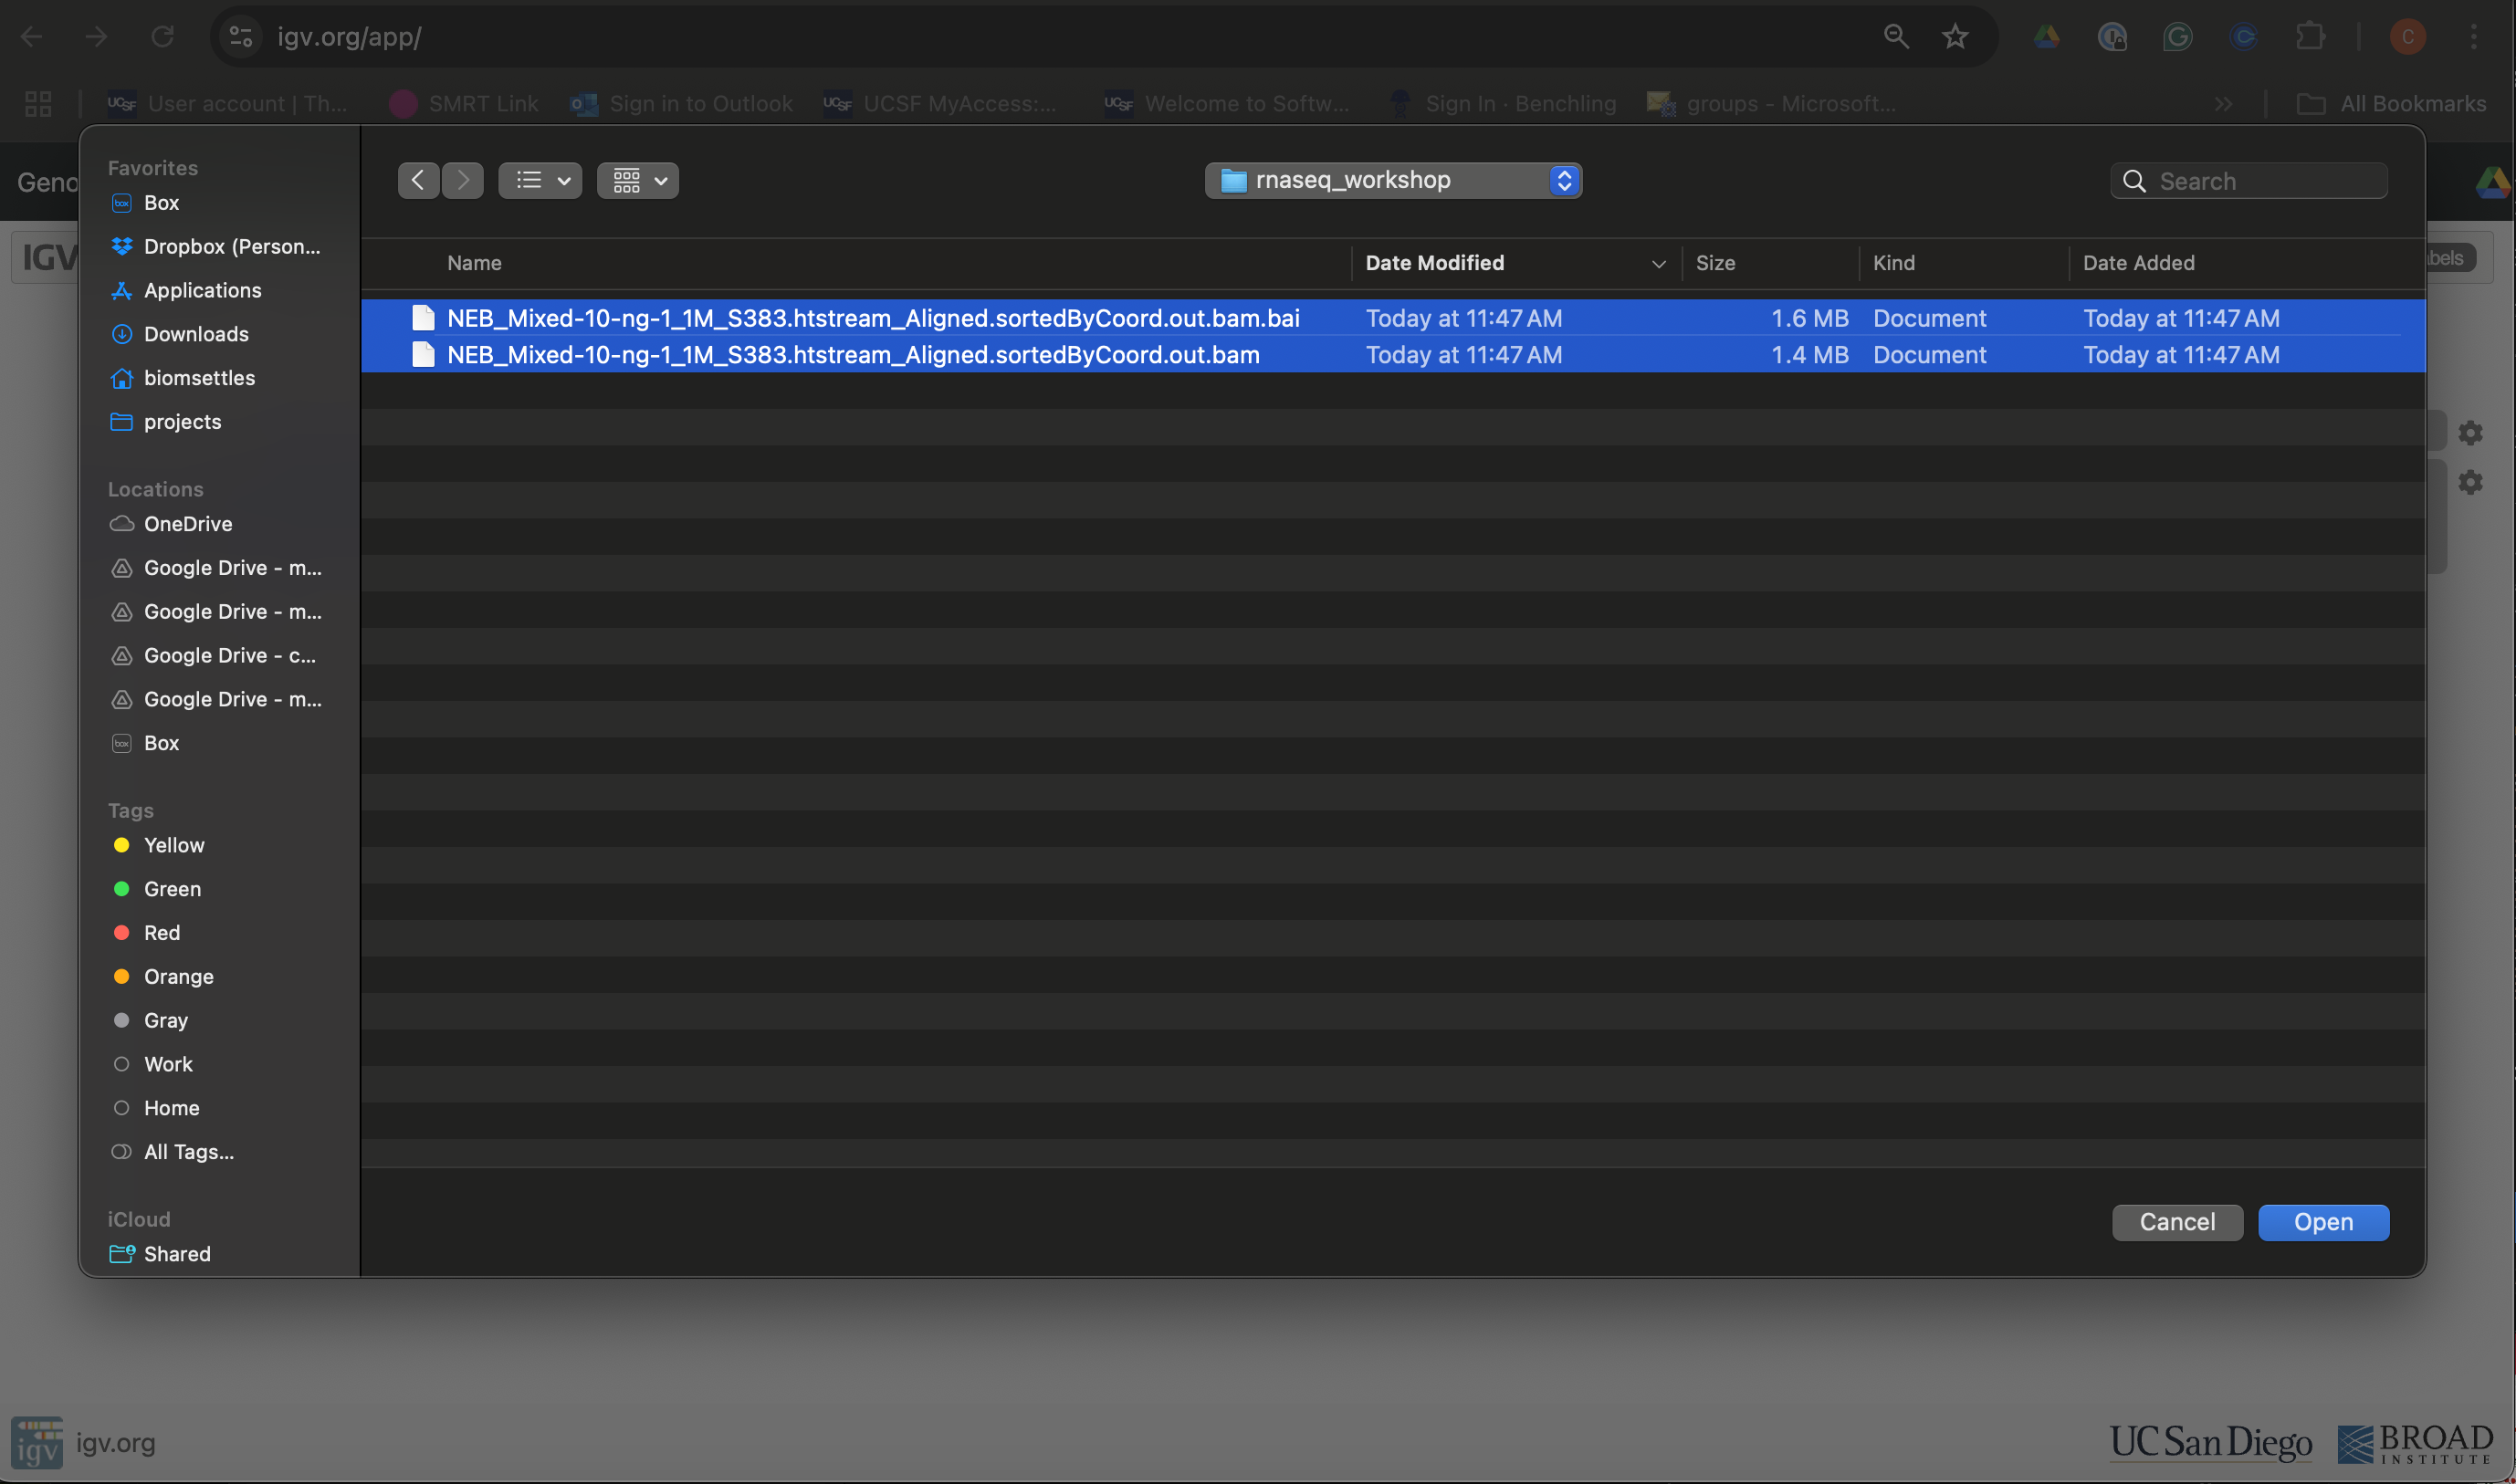 igv.org/app/
User account | Th...
SMRT Link
Sign in to Outlook
UCSF MyAccess:...
Welcome to Softw...
Sign In · Benchling
groups - Microsoft...
All Bookmarks
Geno
IGV
bels
Favorites
Box
Dropbox (Person...
Applications
Downloads
biomsettles
projects
Locations
OneDrive
Google Drive - m...
Google Drive - m...
Google Drive - c...
Google Drive - m...
Box
Tags
Yellow
Green
Red
Orange
Gray
Work
Home
All Tags...
iCloud
Shared
rnaseq_workshop
Search
Name Date Modified Size Kind Date Added
NEB_Mixed-10-ng-1_1M_S383.htstream_Aligned.sortedByCoord.out.bam.bai Today at 11:47 AM 1.6 MB Document Today at 11:47 AM
NEB_Mixed-10-ng-1_1M_S383.htstream_Aligned.sortedByCoord.out.bam Today at 11:47 AM 1.4 MB Document Today at 11:47 AM
Cancel Open
igv igv.org
UC San Diego
BROAD
INSTITUTE